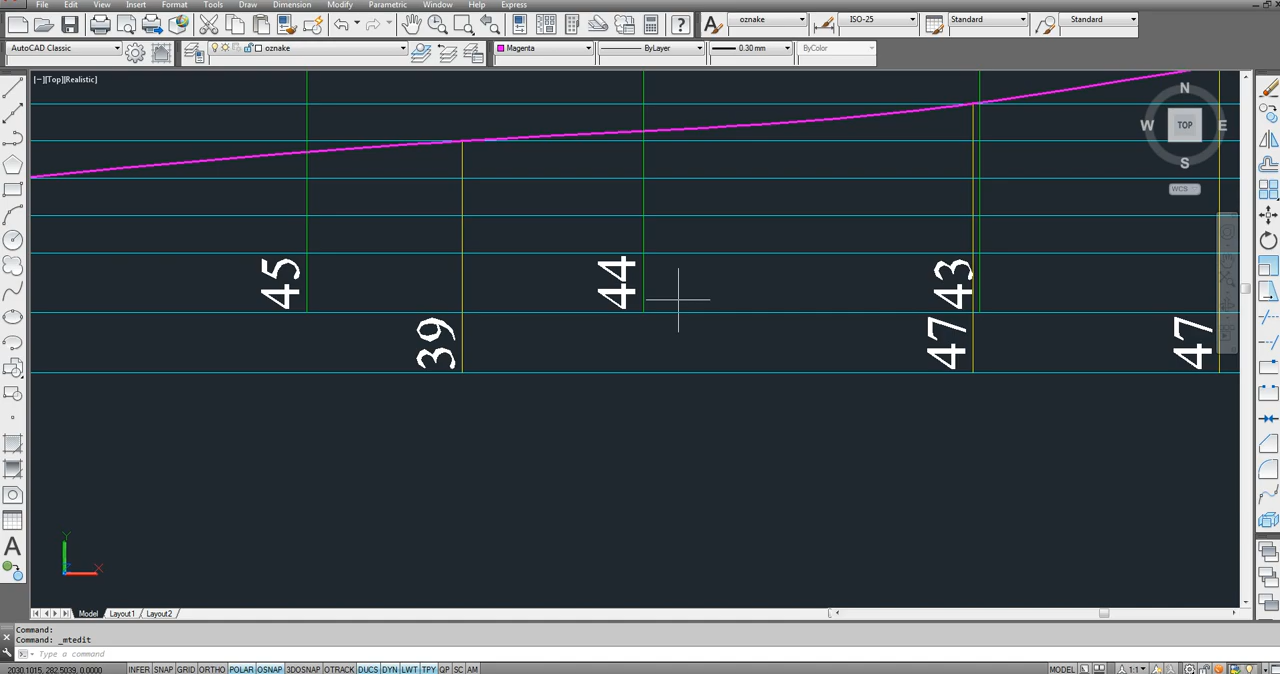 File Edit View Insert Format Tools Draw Dimension Modify Parametric Window Help Express
oznake ISO-25 Standard Standard
AutoCAD Classic oznake Magenta ByLayer 0.30 mm ByColor
[−][Top][Realistic]
N
W TOP E
S
WCS
45 44 43
39 47 47
Y
X
Model Layout1 Layout2
Command:
Command: _mtedit
Type a command
2030.1015, 282.5039, 0.0000 INFER SNAP GRID ORTHO POLAR OSNAP 3DOSNAP OTRACK DUCS DYN LWT TPY QP SC AM MODEL 1:1